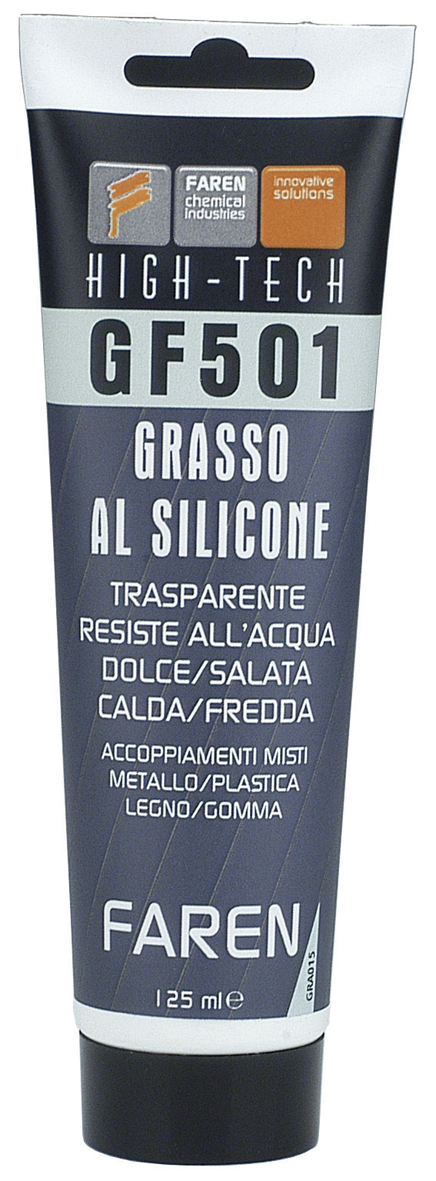 FAREN
chemical
industries
innovative
solutions
HIGH-TECH
GF501
GRASSO
AL SILICONE
TRASPARENTE
RESISTE ALL'ACQUA
DOLCE/SALATA
CALDA/FREDDA
ACCOPPIAMENTI MISTI
METALLO/PLASTICA
LEGNO/GOMMA
FAREN
125 ml e
GRA015